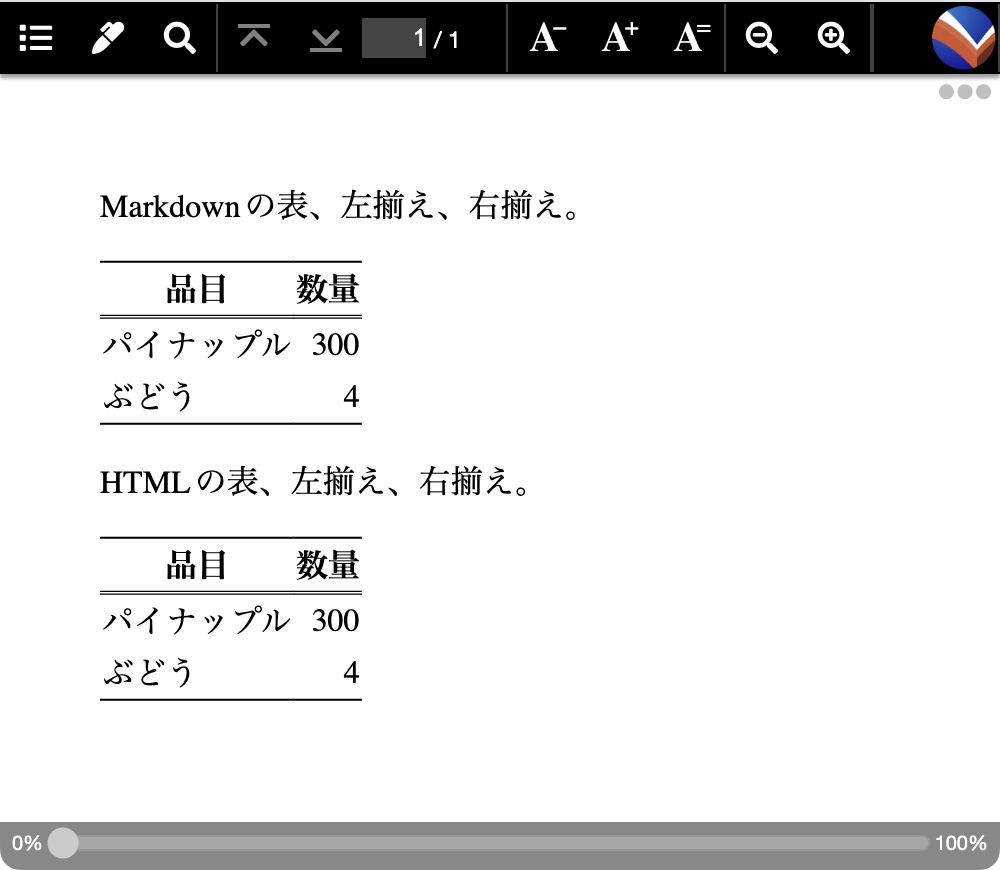 1 / 1 A− A+ A=
Markdownの表、左揃え、右揃え。
品目 数量
パイナップル 300
ぶどう 4
HTMLの表、左揃え、右揃え。
品目 数量
パイナップル 300
ぶどう 4
0% 100%